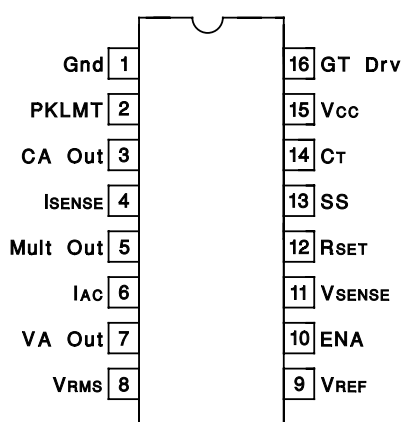 Gnd 1 16 GT Drv
PKLMT 2 15 VCC
CA Out 3 14 CT
ISENSE 4 13 SS
Mult Out 5 12 RSET
IAC 6 11 VSENSE
VA Out 7 10 ENA
VRMS 8 9 VREF